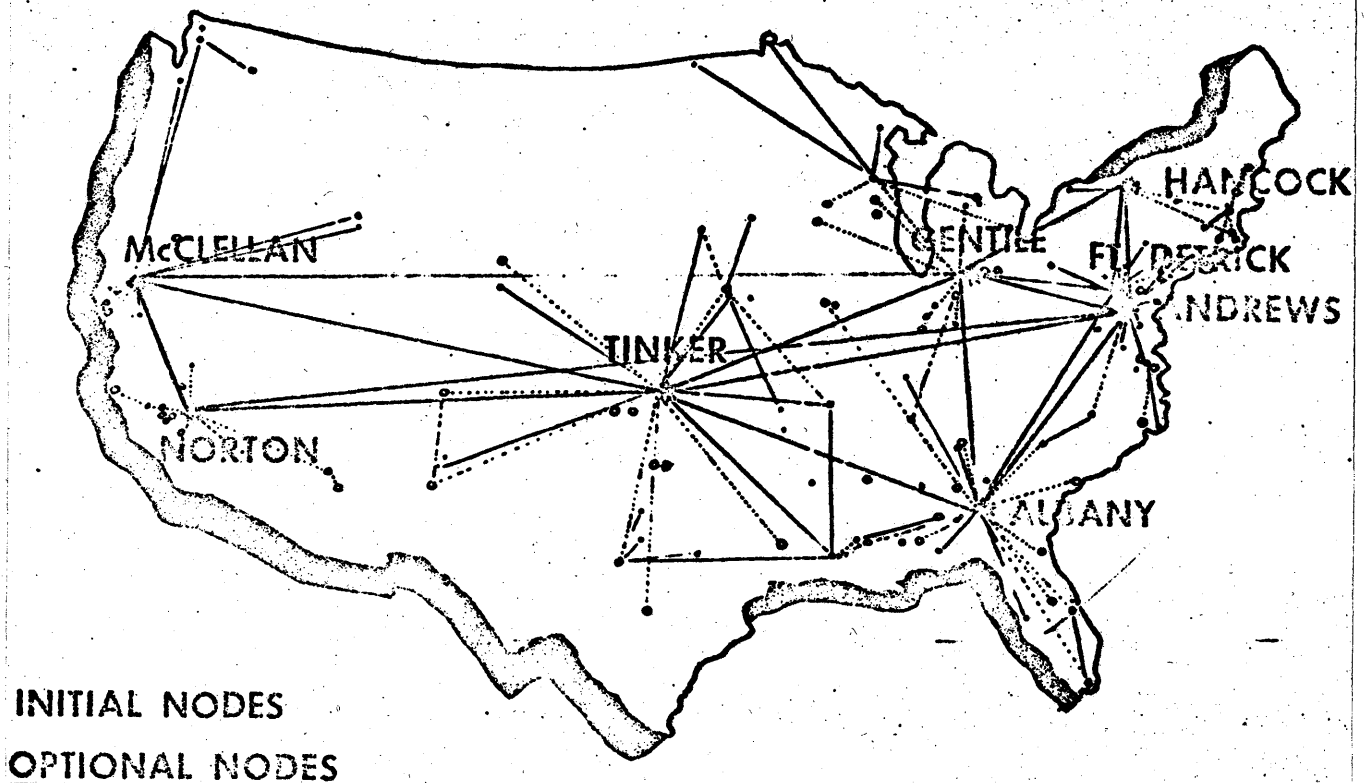 HANCOCK
McCLELLAN
GENTILE
FT. DETRICK
ANDREWS
TINKER
NORTON
ALBANY
INITIAL NODES
OPTIONAL NODES